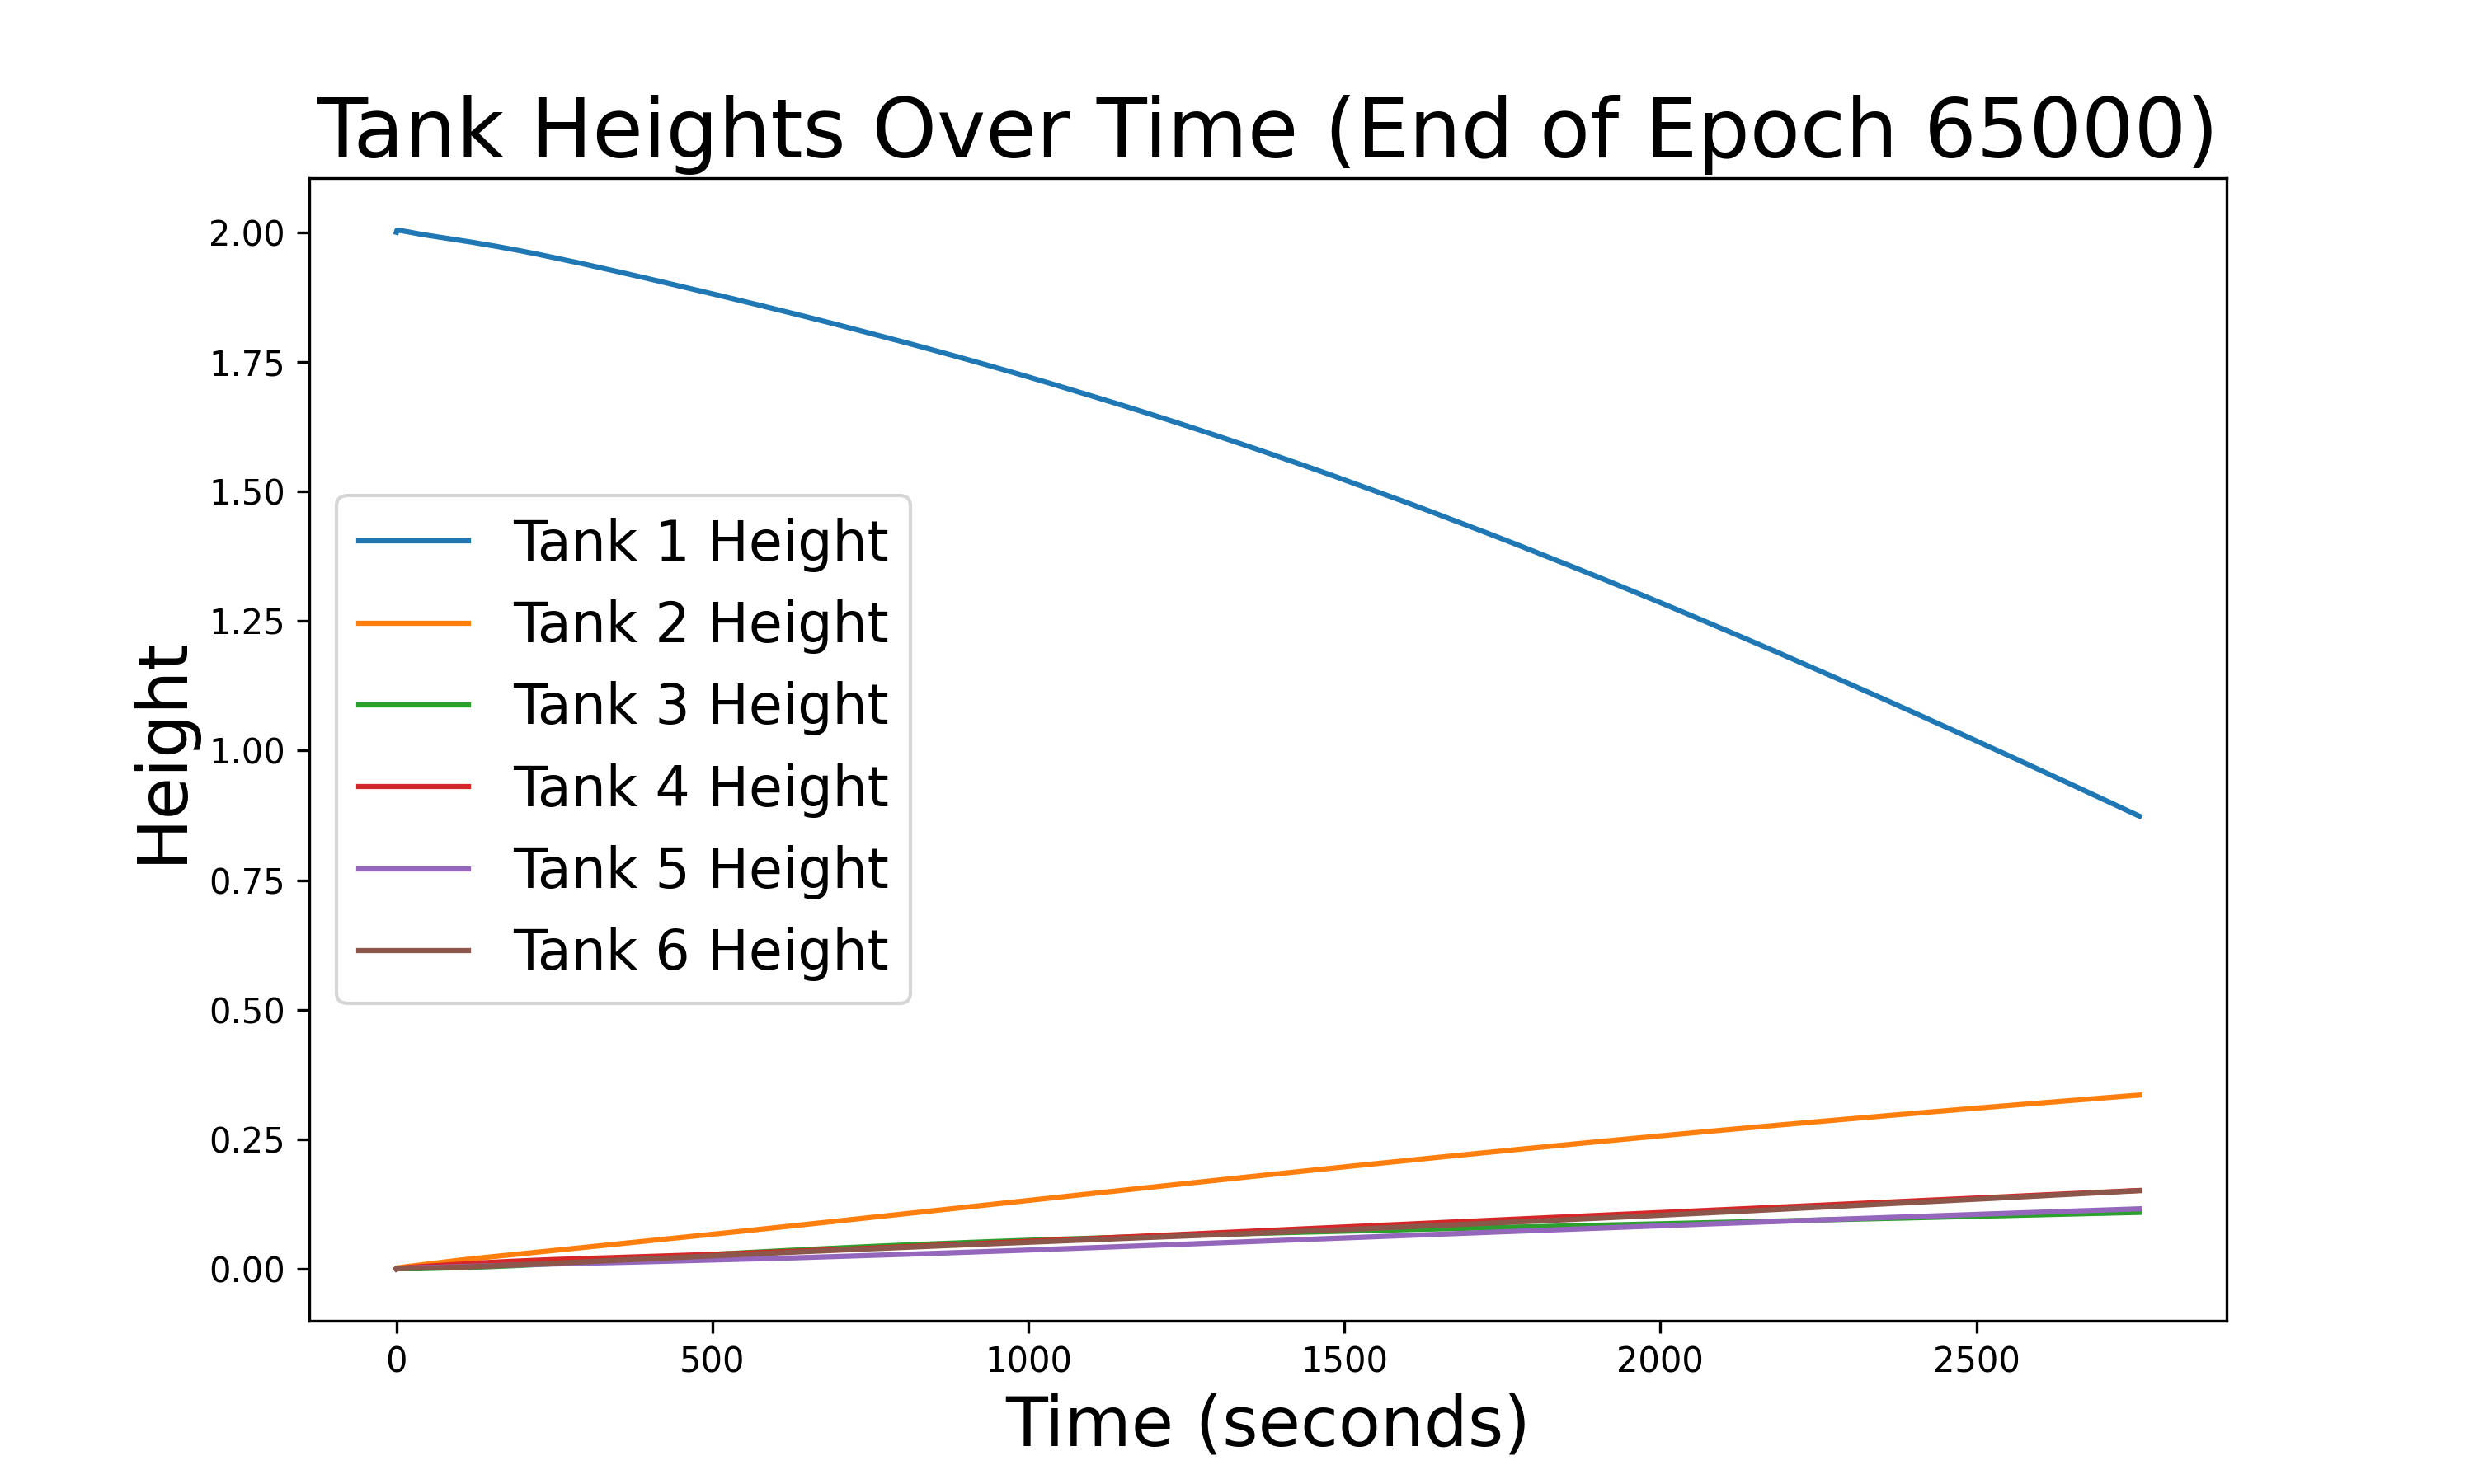 Tank Heights Over Time (End of Epoch 65000)
2.00
1.75
1.50
1.25
1.00
0.75
0.50
0.25
0.00
Height
Tank 1 Height
Tank 2 Height
Tank 3 Height
Tank 4 Height
Tank 5 Height
Tank 6 Height
0 500 1000 1500 2000 2500
Time (seconds)